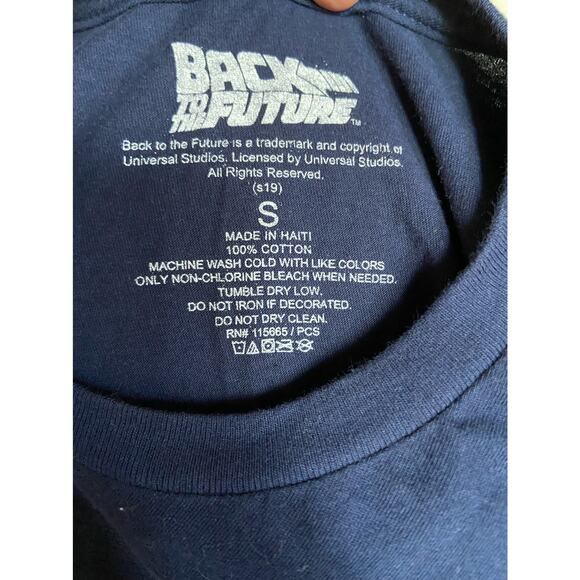 BACK
TO THE
FUTURE™
Back to the Future is a trademark and copyright of
Universal Studios. Licensed by Universal Studios.
All Rights Reserved.
(s19)
S
MADE IN HAITI
100% COTTON
MACHINE WASH COLD WITH LIKE COLORS
ONLY NON-CHLORINE BLEACH WHEN NEEDED.
TUMBLE DRY LOW.
DO NOT IRON IF DECORATED.
DO NOT DRY CLEAN.
RN# 115665 / PCS